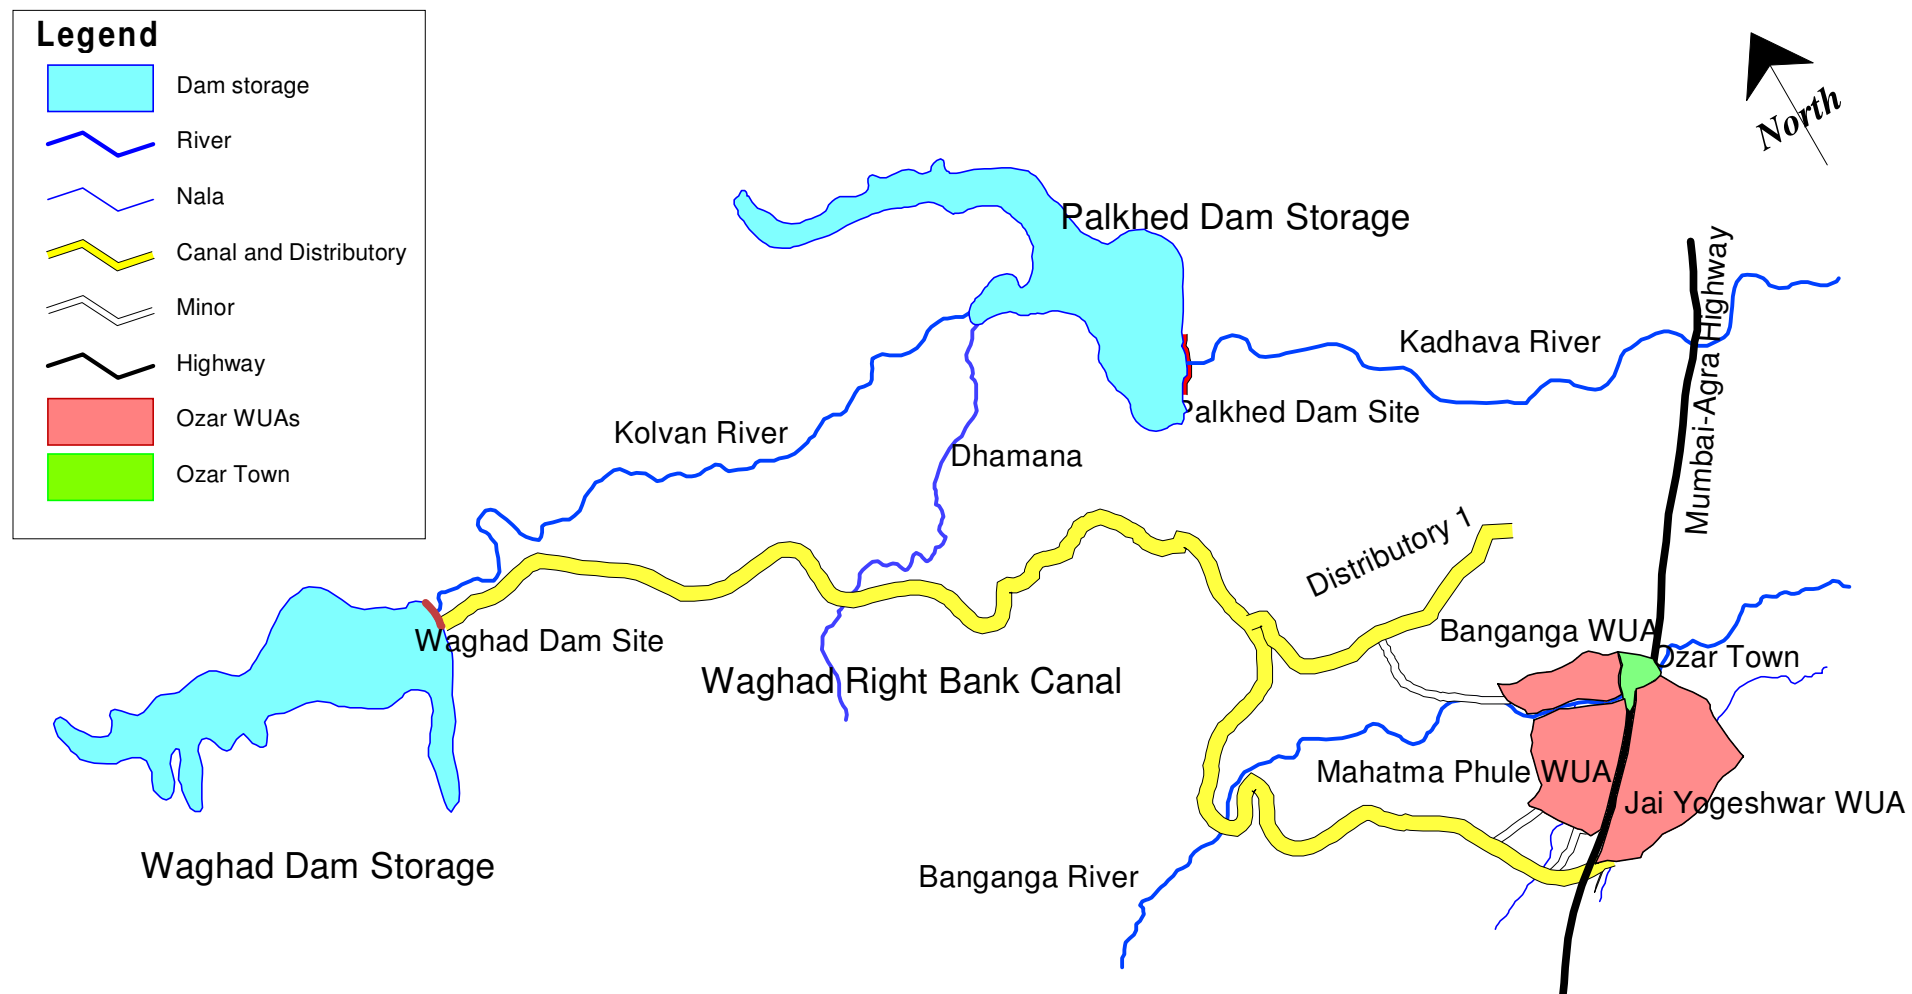 Legend
Dam storage
River
Nala
Canal and Distributory
Minor
Highway
Ozar WUAs
Ozar Town
North
Palkhed Dam Storage
Mumbai-Agra Highway
Kadhava River
Palkhed Dam Site
Kolvan River
Dhamana
Distributory 1
Banganga WUA
Waghad Dam Site
Ozar Town
Waghad Right Bank Canal
Mahatma Phule WUA
Jai Yogeshwar WUA
Waghad Dam Storage
Banganga River